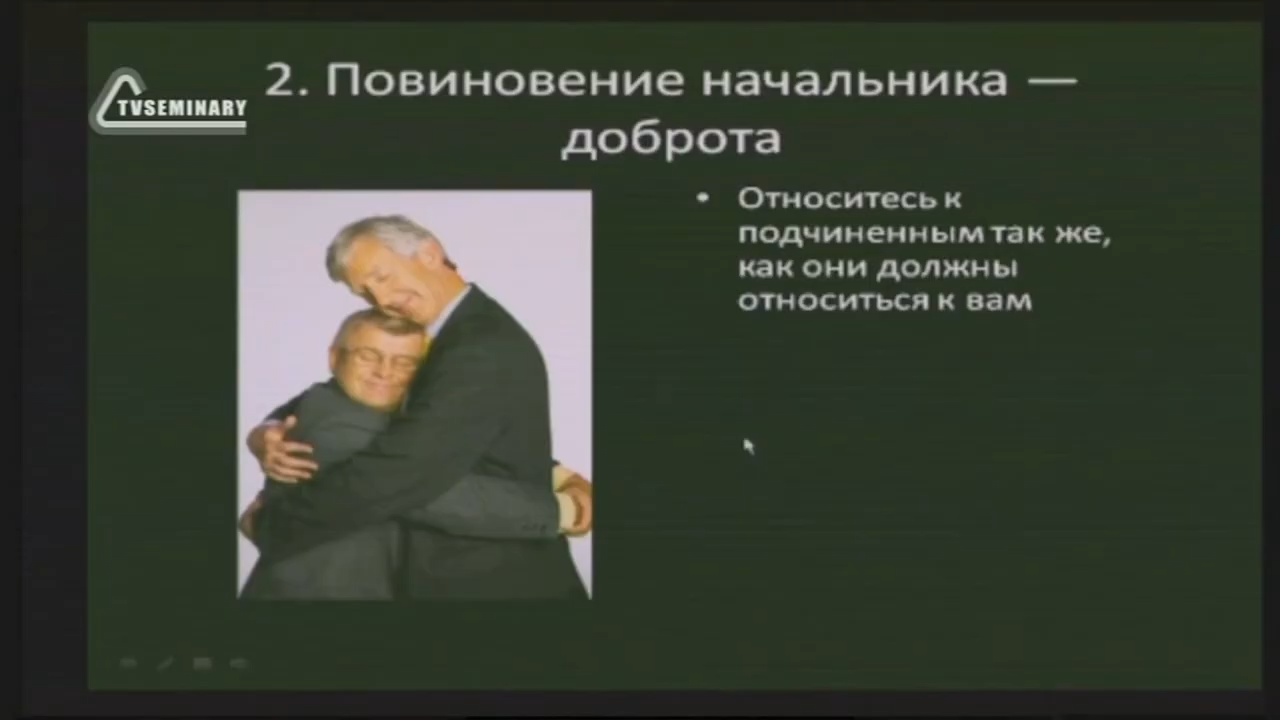 TVSEMINARY
2. Повиновение начальника —
доброта
• Относитесь к
подчиненным так же,
как они должны
относиться к вам